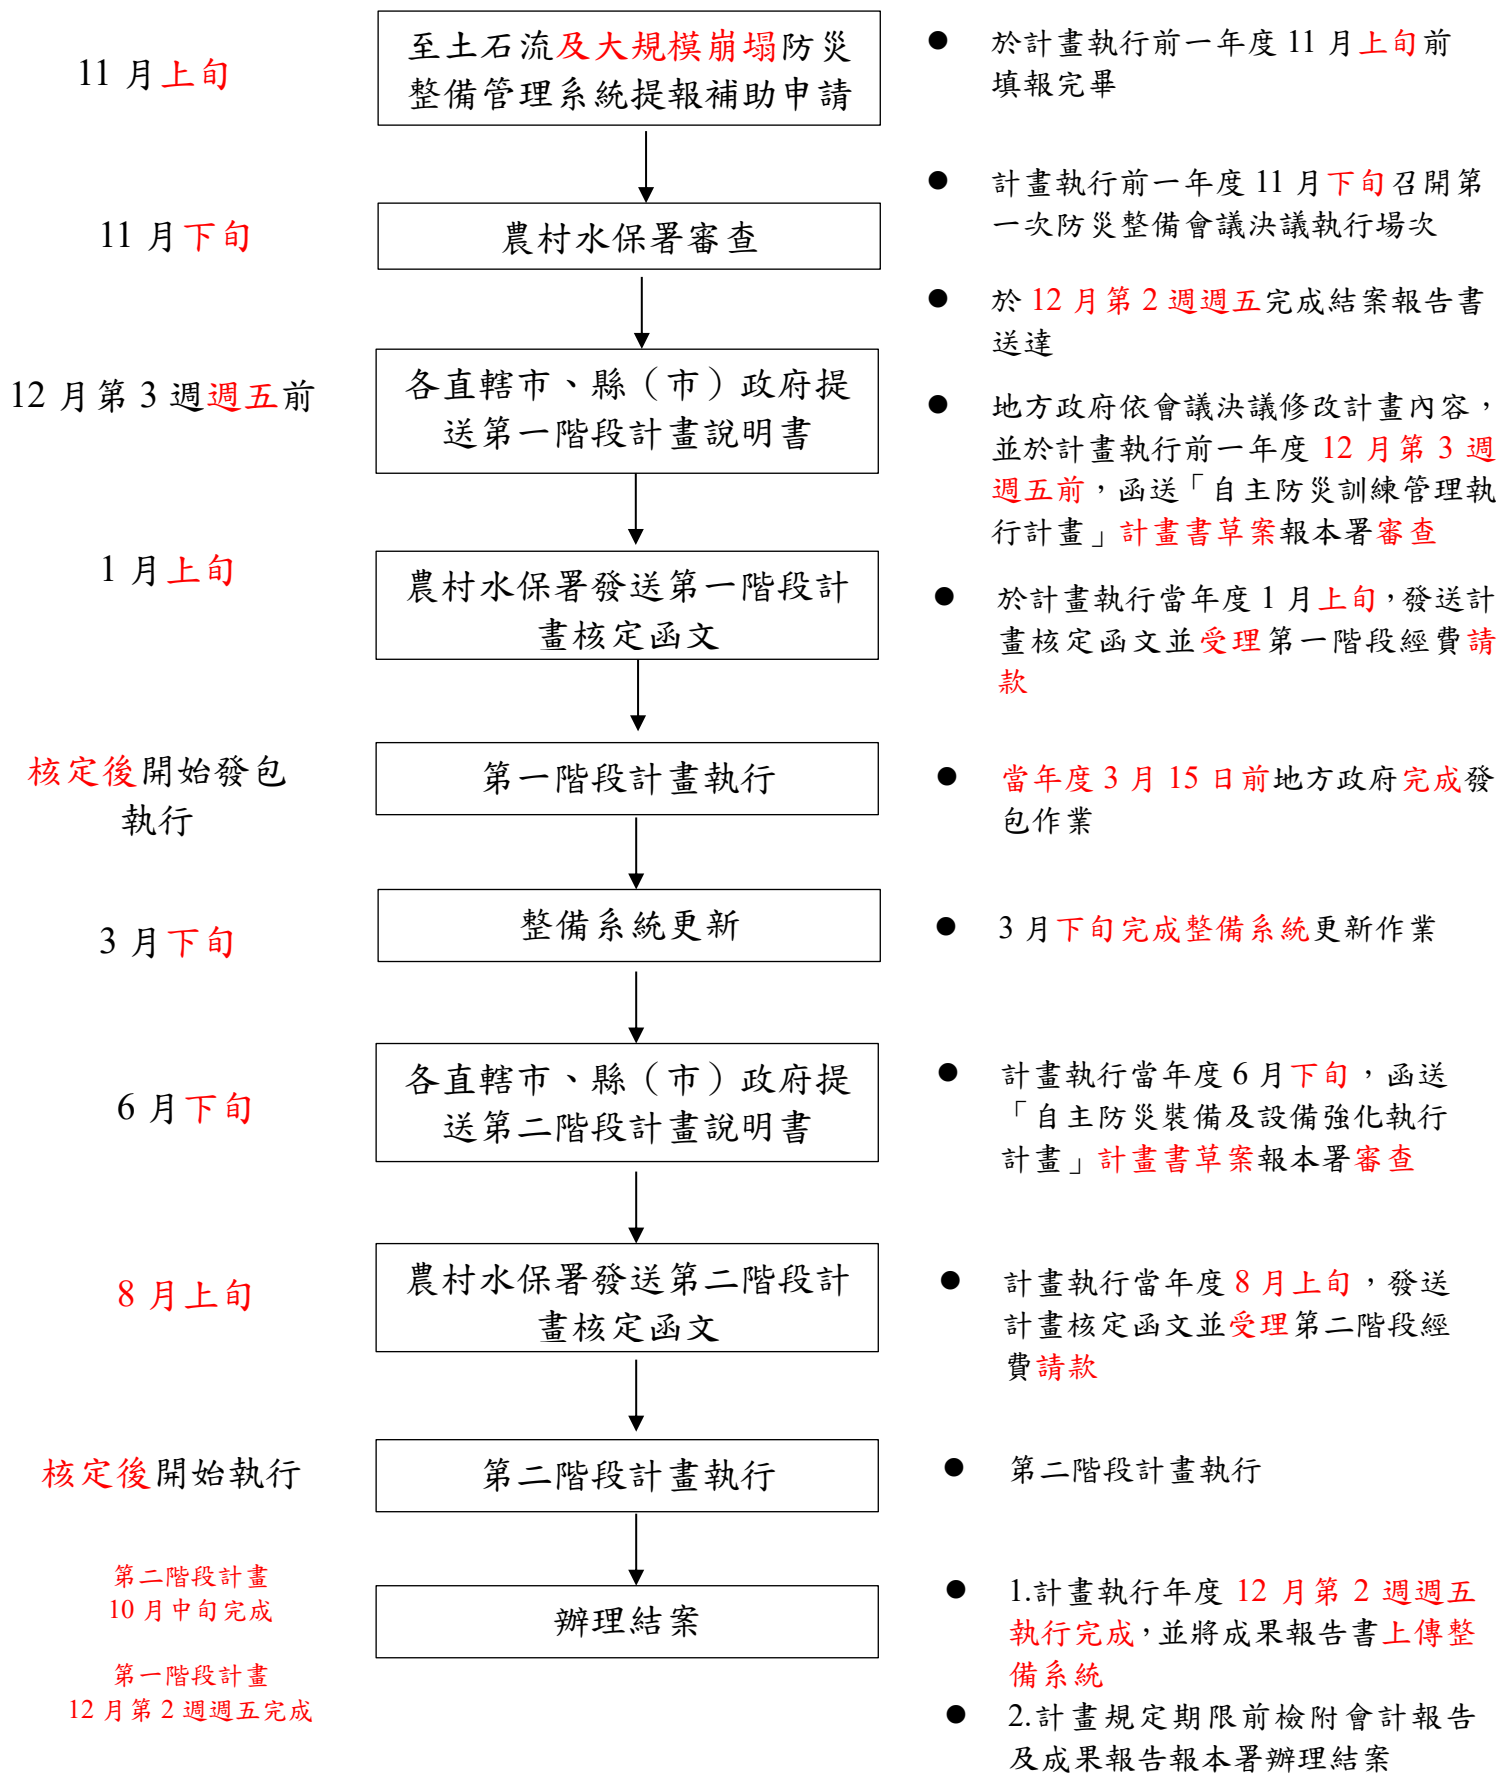 11 月上旬
至土石流及大規模崩塌防災
整備管理系統提報補助申請
● 於計畫執行前一年度 11 月上旬前
填報完畢
11 月下旬
農村水保署審查
● 計畫執行前一年度 11 月下旬召開第
一次防災整備會議決議執行場次
● 於 12 月第 2 週週五完成結案報告書
送達
12 月第 3 週週五前
各直轄市、縣（市）政府提
送第一階段計畫說明書
● 地方政府依會議決議修改計畫內容，
並於計畫執行前一年度 12 月第 3 週
週五前，函送「自主防災訓練管理執
行計畫」計畫書草案報本署審查
1 月上旬
農村水保署發送第一階段計
畫核定函文
● 於計畫執行當年度 1 月上旬，發送計
畫核定函文並受理第一階段經費請
款
核定後開始發包
執行
第一階段計畫執行
● 當年度 3 月 15 日前地方政府完成發
包作業
3 月下旬
整備系統更新
● 3 月下旬完成整備系統更新作業
6 月下旬
各直轄市、縣（市）政府提
送第二階段計畫說明書
● 計畫執行當年度 6 月下旬，函送
「自主防災裝備及設備強化執行
計畫」計畫書草案報本署審查
8 月上旬
農村水保署發送第二階段計
畫核定函文
● 計畫執行當年度 8 月上旬，發送
計畫核定函文並受理第二階段經
費請款
核定後開始執行
第二階段計畫執行
● 第二階段計畫執行
第二階段計畫
10 月中旬完成
第一階段計畫
12 月第 2 週週五完成
辦理結案
● 1.計畫執行年度 12 月第 2 週週五
執行完成，並將成果報告書上傳整
備系統
● 2.計畫規定期限前檢附會計報告
及成果報告報本署辦理結案